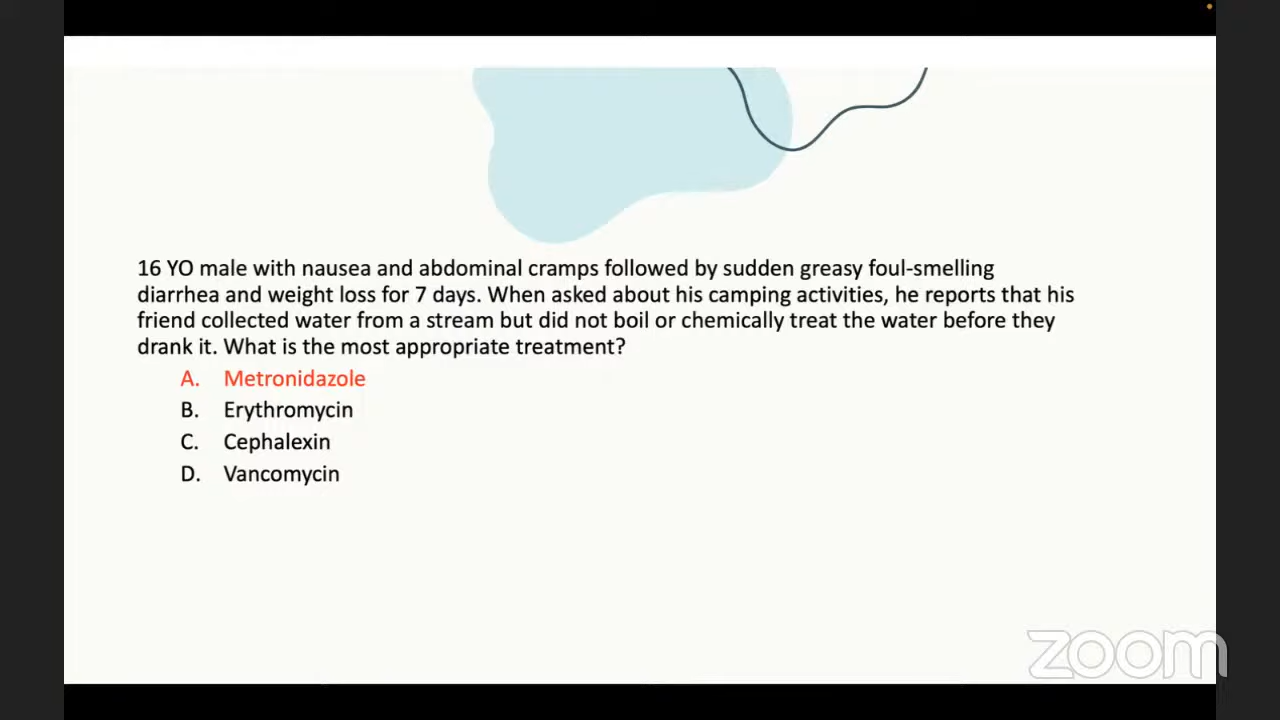 16 YO male with nausea and abdominal cramps followed by sudden greasy foul-smelling
diarrhea and weight loss for 7 days. When asked about his camping activities, he reports that his
friend collected water from a stream but did not boil or chemically treat the water before they
drank it. What is the most appropriate treatment?
A. Metronidazole
B. Erythromycin
C. Cephalexin
D. Vancomycin
zoom